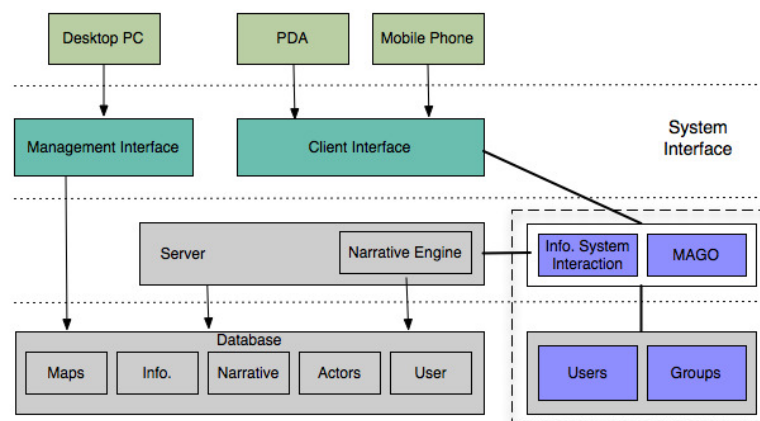 Desktop PC
PDA
Mobile Phone
Management Interface
Client Interface
System
Interface
Server
Narrative Engine
Info. System
Interaction
MAGO
Database
Maps
Info.
Narrative
Actors
User
Users
Groups